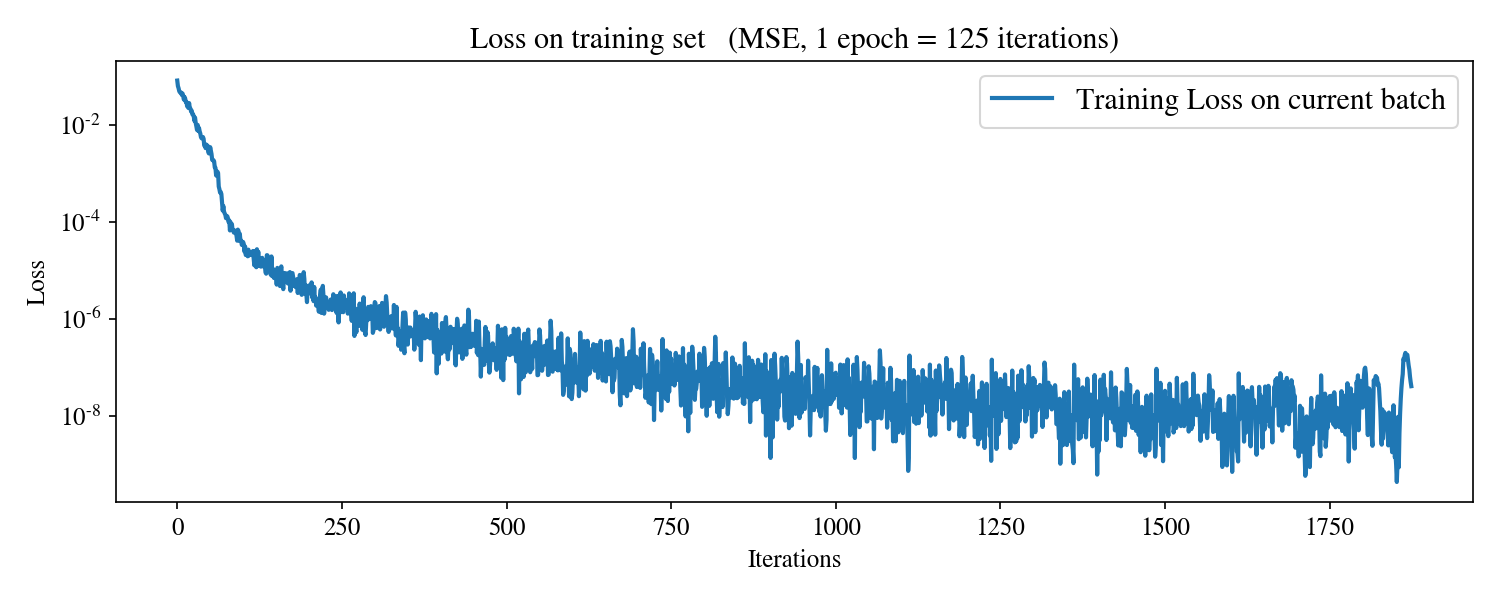 Loss on training set   (MSE, 1 epoch = 125 iterations)
Training Loss on current batch
Loss
10^-2
10^-4
10^-6
10^-8
0 250 500 750 1000 1250 1500 1750
Iterations